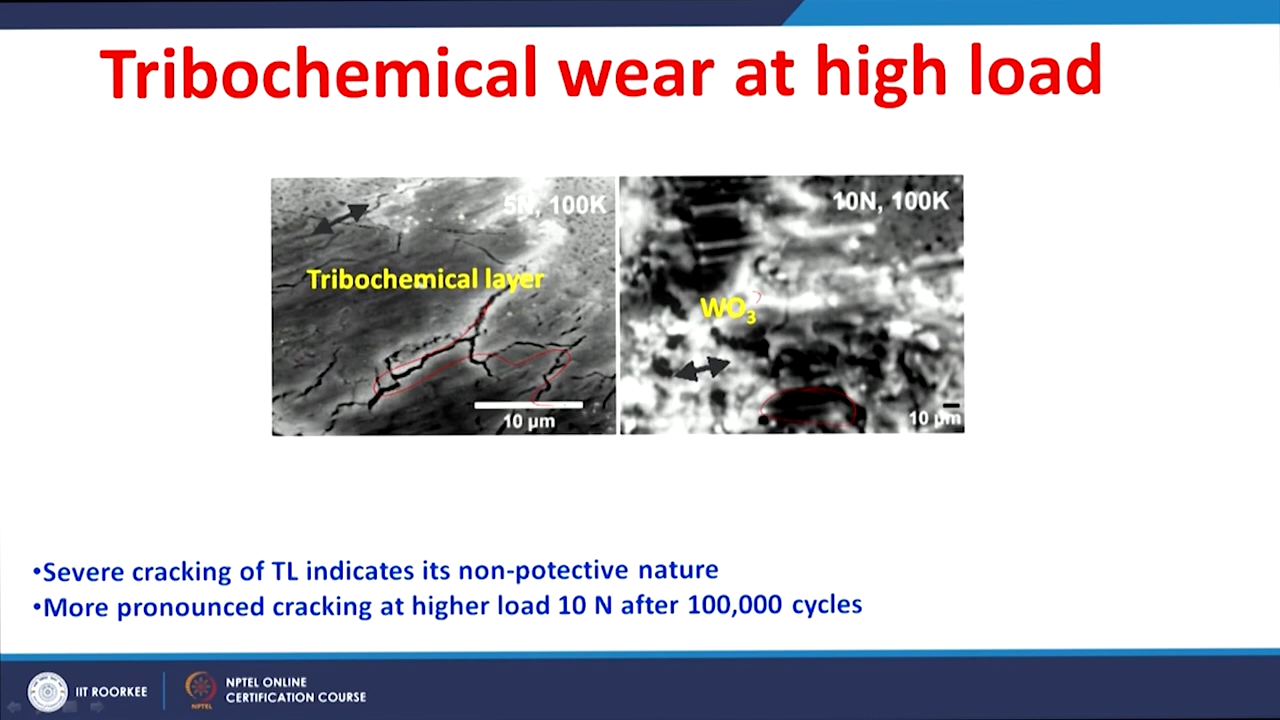 Tribochemical wear at high load
5N, 100K
10N, 100K
Tribochemical layer
WO3
10 µm
10 µm
•Severe cracking of TL indicates its non-potective nature
•More pronounced cracking at higher load 10 N after 100,000 cycles
IIT ROORKEE
NPTEL
NPTEL ONLINE
CERTIFICATION COURSE